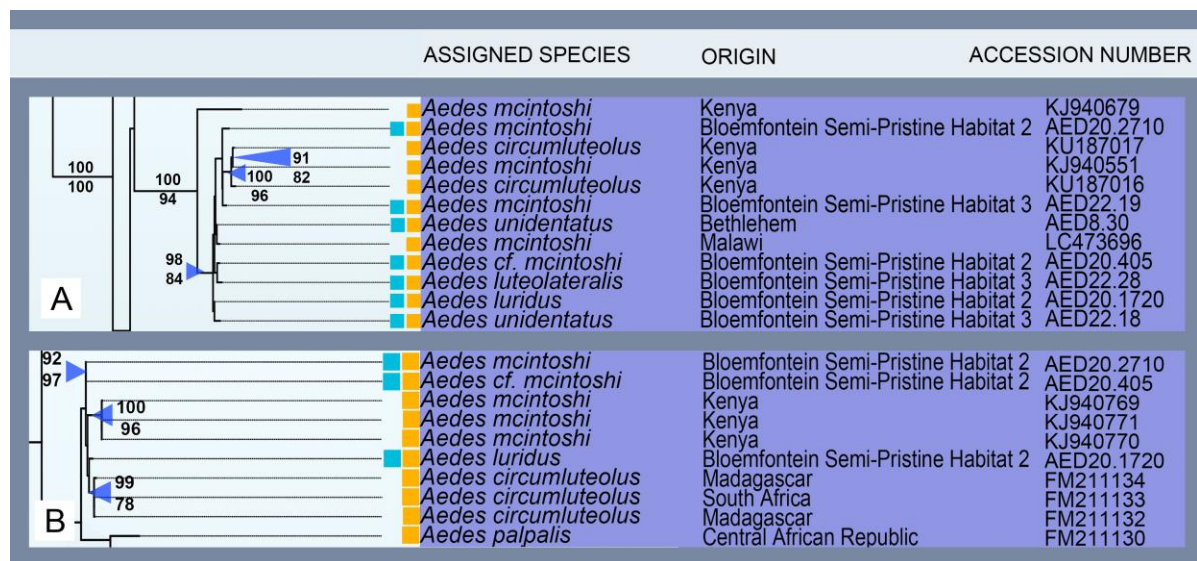 ASSIGNED SPECIES ORIGIN ACCESSION NUMBER
Aedes mcintoshi Kenya KJ940679
Aedes mcintoshi Bloemfontein Semi-Pristine Habitat 2 AED20.2710
Aedes circumluteolus Kenya KU187017
91
100
100
100
94
100
96
82
Aedes mcintoshi Kenya KJ940551
Aedes circumluteolus Kenya KU187016
Aedes mcintoshi Bloemfontein Semi-Pristine Habitat 3 AED22.19
Aedes unidentatus Bethlehem AED8.30
Aedes mcintoshi Malawi LC473696
98
84
Aedes cf. mcintoshi Bloemfontein Semi-Pristine Habitat 2 AED20.405
Aedes luteolateralis Bloemfontein Semi-Pristine Habitat 3 AED22.28
Aedes luridus Bloemfontein Semi-Pristine Habitat 2 AED20.1720
Aedes unidentatus Bloemfontein Semi-Pristine Habitat 3 AED22.18
A
92
97
Aedes mcintoshi Bloemfontein Semi-Pristine Habitat 2 AED20.2710
Aedes cf. mcintoshi Bloemfontein Semi-Pristine Habitat 2 AED20.405
100
96
Aedes mcintoshi Kenya KJ940769
Aedes mcintoshi Kenya KJ940771
Aedes mcintoshi Kenya KJ940770
Aedes luridus Bloemfontein Semi-Pristine Habitat 2 AED20.1720
99
78
Aedes circumluteolus Madagascar FM211134
Aedes circumluteolus South Africa FM211133
Aedes circumluteolus Madagascar FM211132
Aedes palpalis Central African Republic FM211130
B